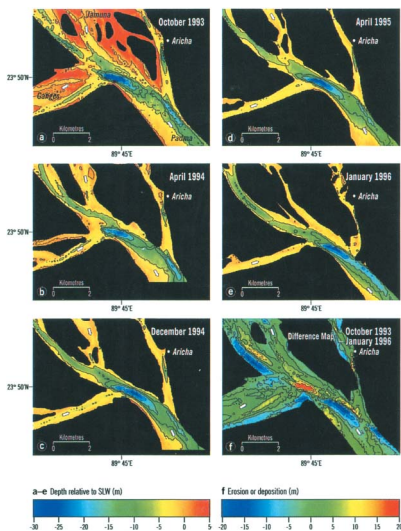 October 1993
Jamuna
Aricha
23° 50'N
Ganges
Kilometres
0 2
Padma
a
89° 45'E
April 1995
Aricha
Kilometres
0 2
d
89° 45'E
April 1994
Aricha
23° 50'N
Kilometres
0 2
b
89° 45'E
January 1996
Aricha
Kilometres
0 2
e
89° 45'E
December 1994
Aricha
23° 50'N
Kilometres
0 2
c
89° 45'E
Difference Map
October 1993
January 1996
Aricha
Kilometres
0 2
f
89° 45'E
a–e Depth relative to SLW (m)
-30 -25 -20 -15 -10 -5 0 5
f Erosion or deposition (m)
-20 -15 -10 -5 0 5 10 15 20